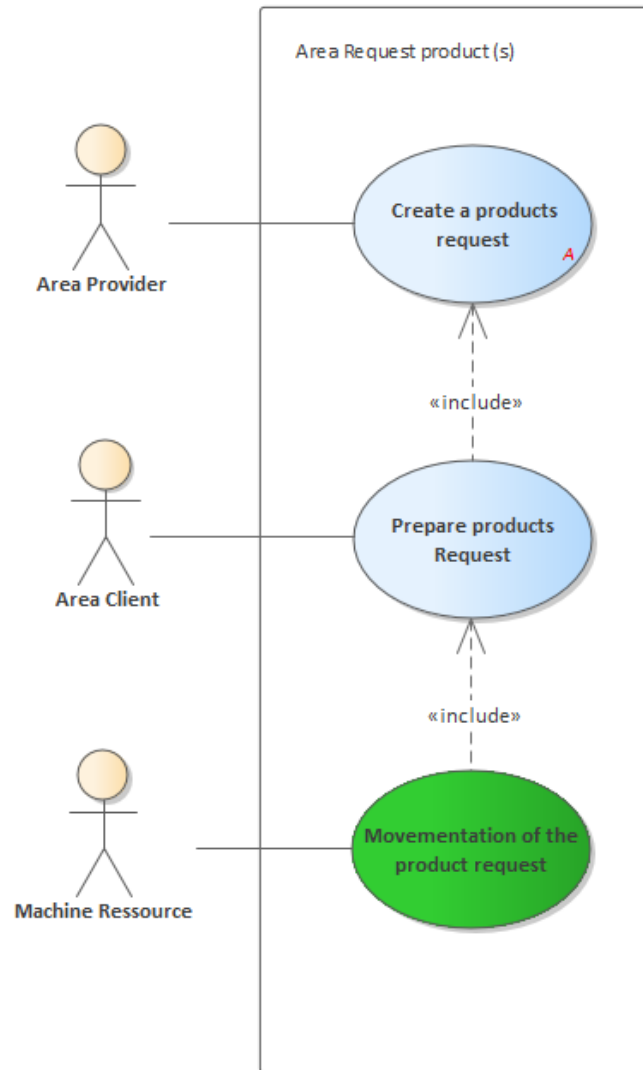 Area Request product(s)
Create a products
request
A
Area Provider
«include»
Prepare products
Request
Area Client
«include»
Movementation of the
product request
Machine Ressource